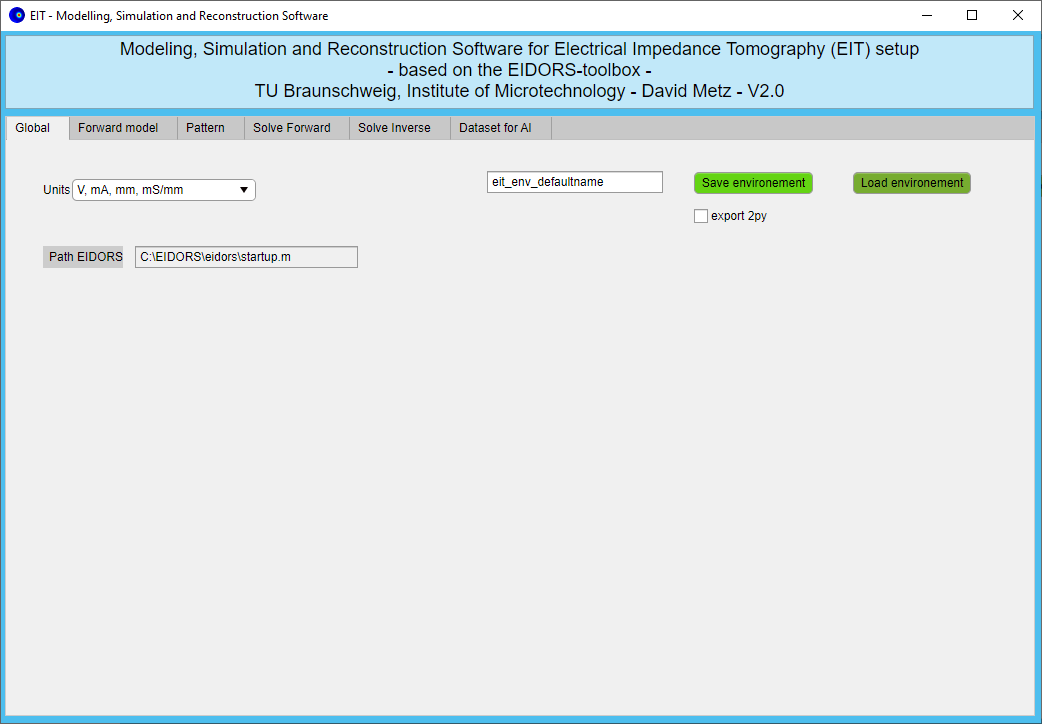 EIT - Modelling, Simulation and Reconstruction Software
Modeling, Simulation and Reconstruction Software for Electrical Impedance Tomography (EIT) setup
- based on the EIDORS-toolbox -
TU Braunschweig, Institute of Microtechnology - David Metz - V2.0
Global Forward model Pattern Solve Forward Solve Inverse Dataset for AI
Units V, mA, mm, mS/mm eit_env_defaultname Save environement Load environement
export 2py
Path EIDORS C:\EIDORS\eidors\startup.m